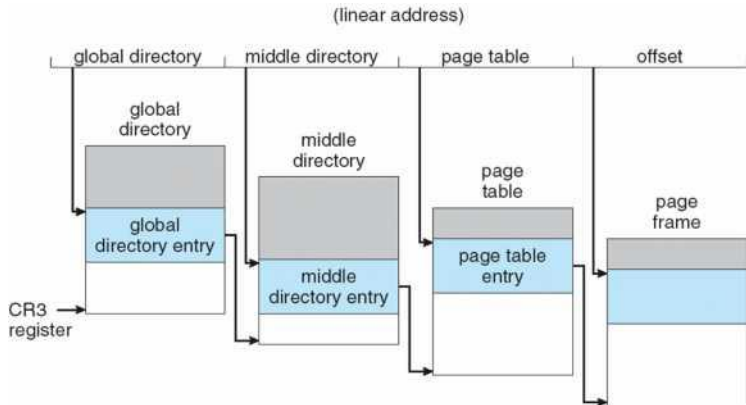 (linear address)
global directory
middle directory
page table
offset
global
directory
middle
directory
page
table
page
frame
global
directory entry
middle
directory entry
page table
entry
CR3
register